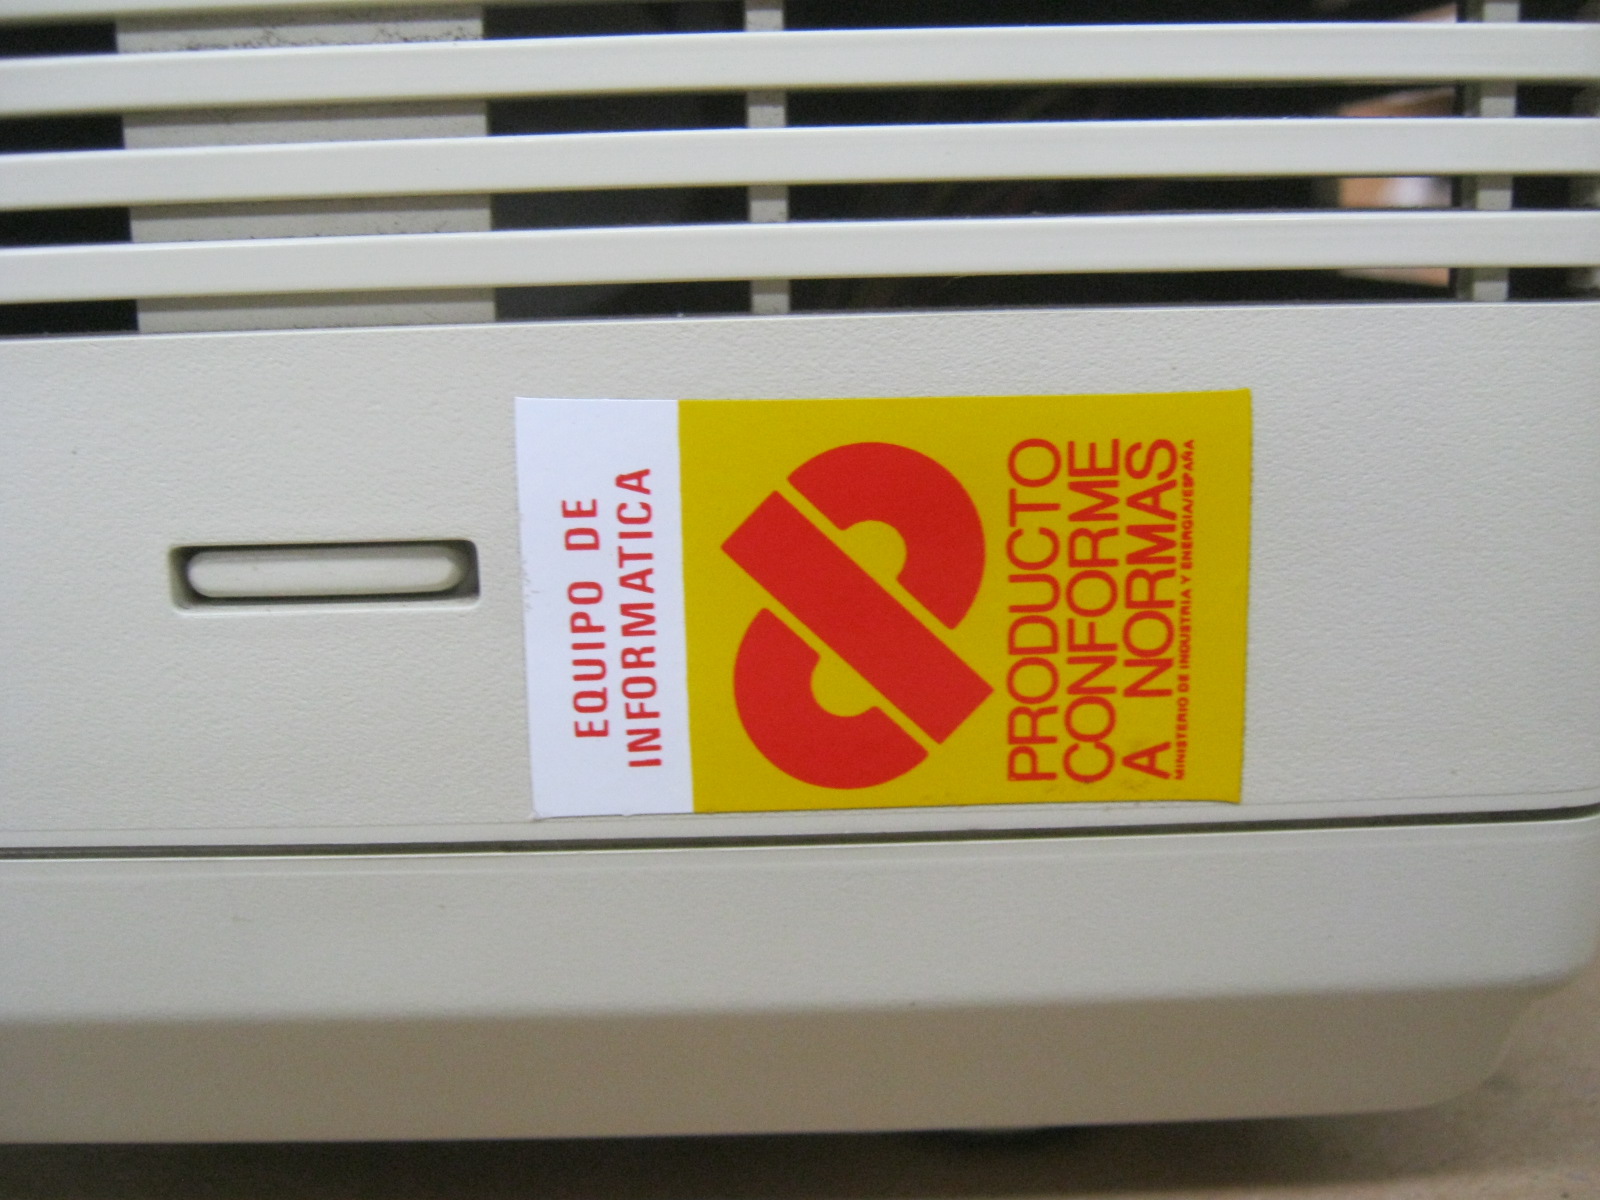 EQUIPO DE
INFORMATICA
PRODUCTO
CONFORME
A NORMAS
MINISTERIO DE INDUSTRIA Y ENERGIA/ESPAÑA